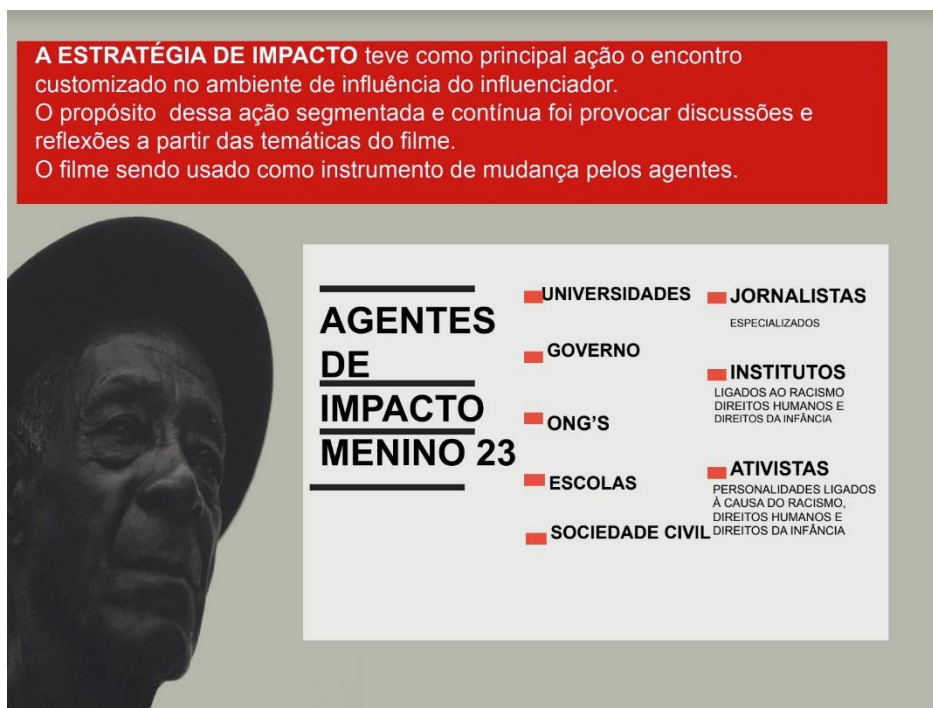 A ESTRATÉGIA DE IMPACTO teve como principal ação o encontro
customizado no ambiente de influência do influenciador.
O propósito dessa ação segmentada e contínua foi provocar discussões e
reflexões a partir das temáticas do filme.
O filme sendo usado como instrumento de mudança pelos agentes.
AGENTES
DE
IMPACTO
MENINO 23
UNIVERSIDADES
GOVERNO
ONG’S
ESCOLAS
SOCIEDADE CIVIL
JORNALISTAS
ESPECIALIZADOS
INSTITUTOS
LIGADOS AO RACISMO
DIREITOS HUMANOS E
DIREITOS DA INFÂNCIA
ATIVISTAS
PERSONALIDADES LIGADOS
À CAUSA DO RACISMO,
DIREITOS HUMANOS E
DIREITOS DA INFÂNCIA